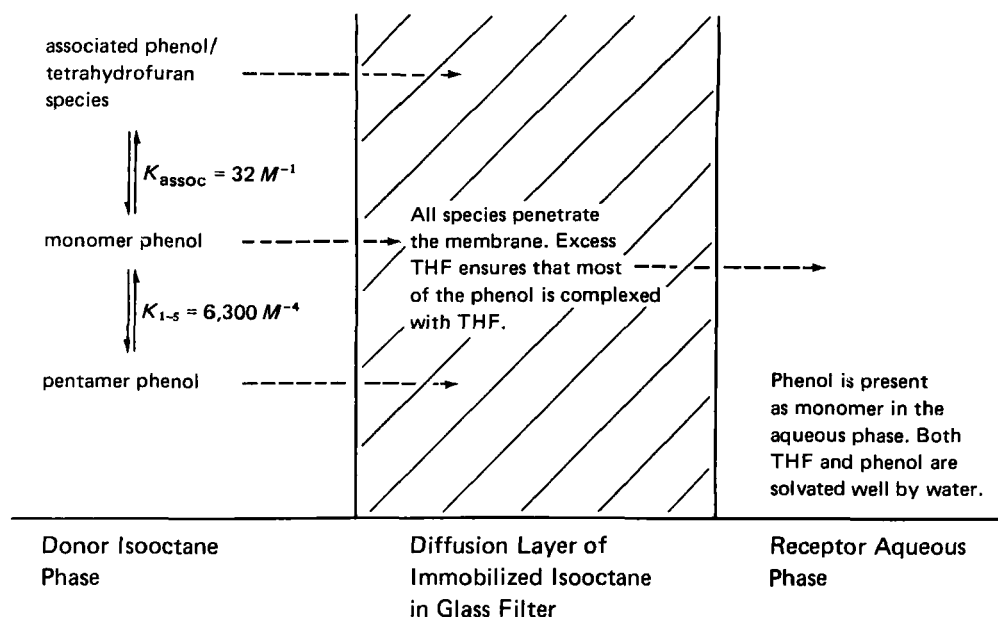 associated phenol/
tetrahydrofuran
species
K assoc = 32 M⁻¹
monomer phenol
K 1~5 = 6,300 M⁻⁴
pentamer phenol
All species penetrate
the membrane. Excess
THF ensures that most
of the phenol is complexed
with THF.
Phenol is present
as monomer in the
aqueous phase. Both
THF and phenol are
solvated well by water.
Donor Isooctane
Phase
Diffusion Layer of
Immobilized Isooctane
in Glass Filter
Receptor Aqueous
Phase